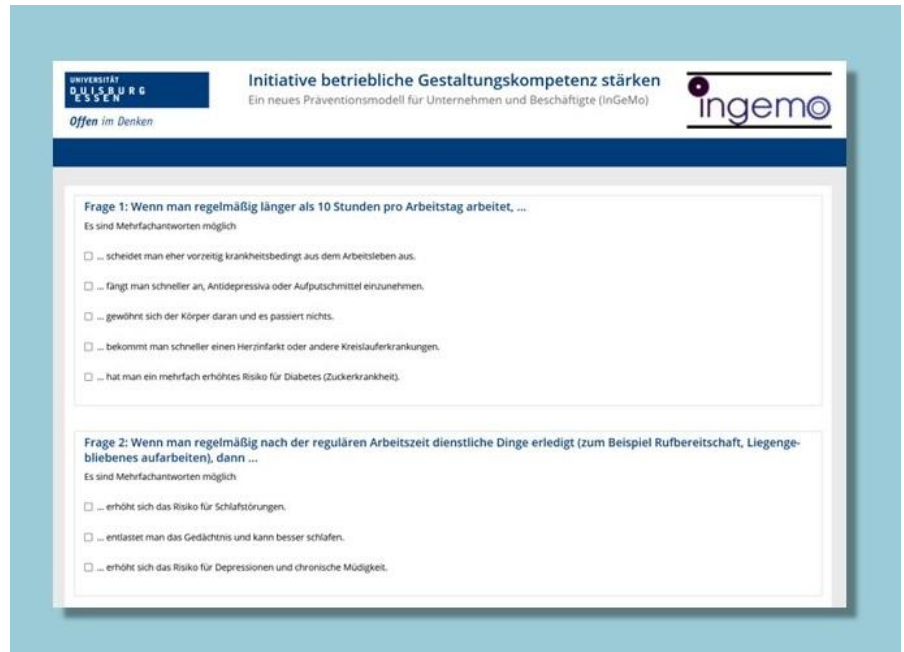 UNIVERSITÄT
DUISBURG
ESSEN
Offen im Denken
Initiative betriebliche Gestaltungskompetenz stärken
Ein neues Präventionsmodell für Unternehmen und Beschäftigte (InGeMo)
ingemo
Frage 1: Wenn man regelmäßig länger als 10 Stunden pro Arbeitstag arbeitet, ...
Es sind Mehrfachantworten möglich
... scheidet man eher vorzeitig krankheitsbedingt aus dem Arbeitsleben aus.
... fängt man schneller an, Antidepressiva oder Aufputschmittel einzunehmen.
... gewöhnt sich der Körper daran und es passiert nichts.
... bekommt man schneller einen Herzinfarkt oder andere Kreislauferkrankungen.
... hat man ein mehrfach erhöhtes Risiko für Diabetes (Zuckerkrankheit).
Frage 2: Wenn man regelmäßig nach der regulären Arbeitszeit dienstliche Dinge erledigt (zum Beispiel Rufbereitschaft, Liegenge-
bliebenes aufarbeiten), dann ...
Es sind Mehrfachantworten möglich
... erhöht sich das Risiko für Schlafstörungen.
... entlastet man das Gedächtnis und kann besser schlafen.
... erhöht sich das Risiko für Depressionen und chronische Müdigkeit.